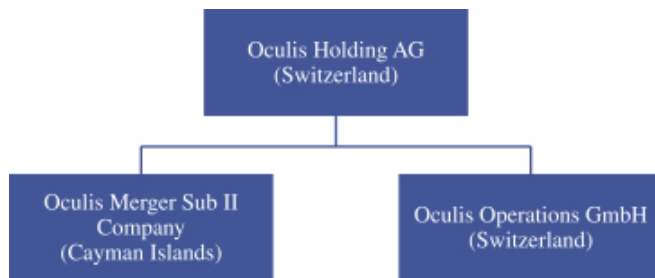 Oculis Holding AG
(Switzerland)
Oculis Merger Sub II
Company
(Cayman Islands)
Oculis Operations GmbH
(Switzerland)